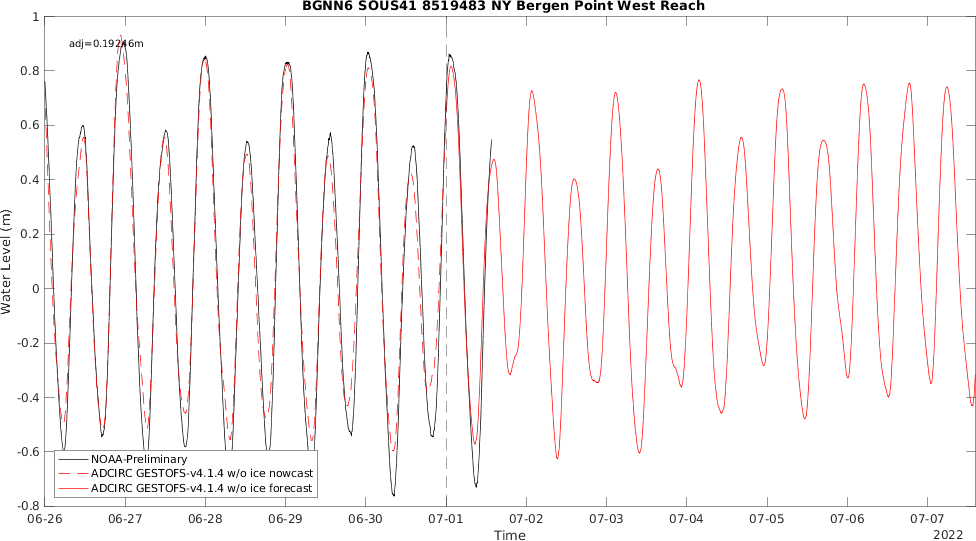 BGNN6 SOUS41 8519483 NY Bergen Point West Reach
1
adj=0.19246m
0.8
0.6
0.4
0.2
0
-0.2
-0.4
-0.6
-0.8
Water Level (m)
NOAA-Preliminary
ADCIRC GESTOFS-v4.1.4 w/o ice nowcast
ADCIRC GESTOFS-v4.1.4 w/o ice forecast
06-26 06-27 06-28 06-29 06-30 07-01 07-02 07-03 07-04 07-05 07-06 07-07
Time
2022